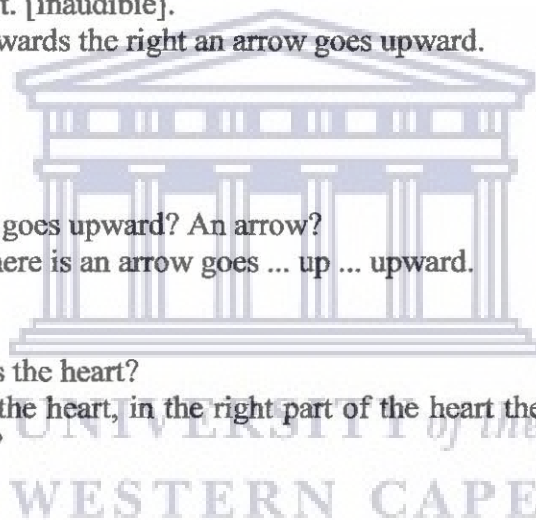 t. [inaudible].
wards the right an arrow goes upward.
goes upward? An arrow?
here is an arrow goes ... up ... upward.
s the heart?
the heart, in the right part of the heart the
UNIVERSITY of the
WESTERN CAPE